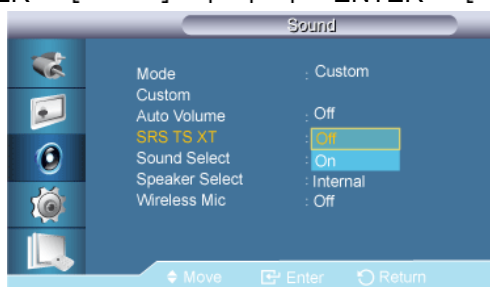 Sound
Mode : Custom
Custom
Auto Volume : Off
SRS TS XT : Off
Sound Select : On
Speaker Select : Internal
Wireless Mic : Off
Move Enter Return